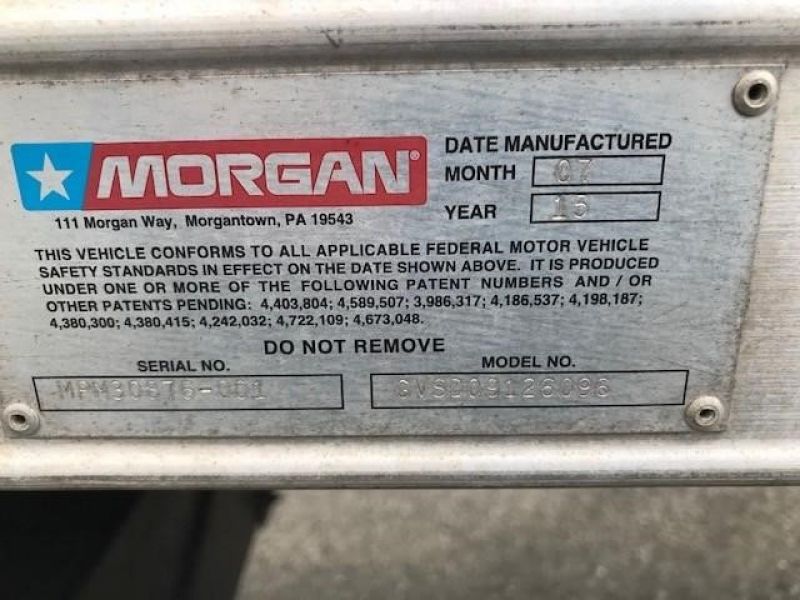 MORGAN®
111 Morgan Way, Morgantown, PA 19543
DATE MANUFACTURED
MONTH 07
YEAR
THIS VEHICLE CONFORMS TO ALL APPLICABLE FEDERAL MOTOR VEHICLE
SAFETY STANDARDS IN EFFECT ON THE DATE SHOWN ABOVE. IT IS PRODUCED
UNDER ONE OR MORE OF THE FOLLOWING PATENT NUMBERS AND / OR
OTHER PATENTS PENDING: 4,403,804; 4,589,507; 3,986,317; 4,186,537; 4,198,187;
4,380,300; 4,380,415; 4,242,032; 4,722,109; 4,673,048.
DO NOT REMOVE
SERIAL NO.
MODEL NO.